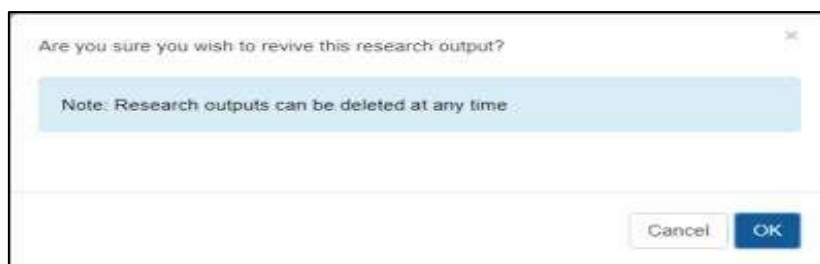 Are you sure you wish to revive this research output?
×
Note: Research outputs can be deleted at any time
Cancel
OK